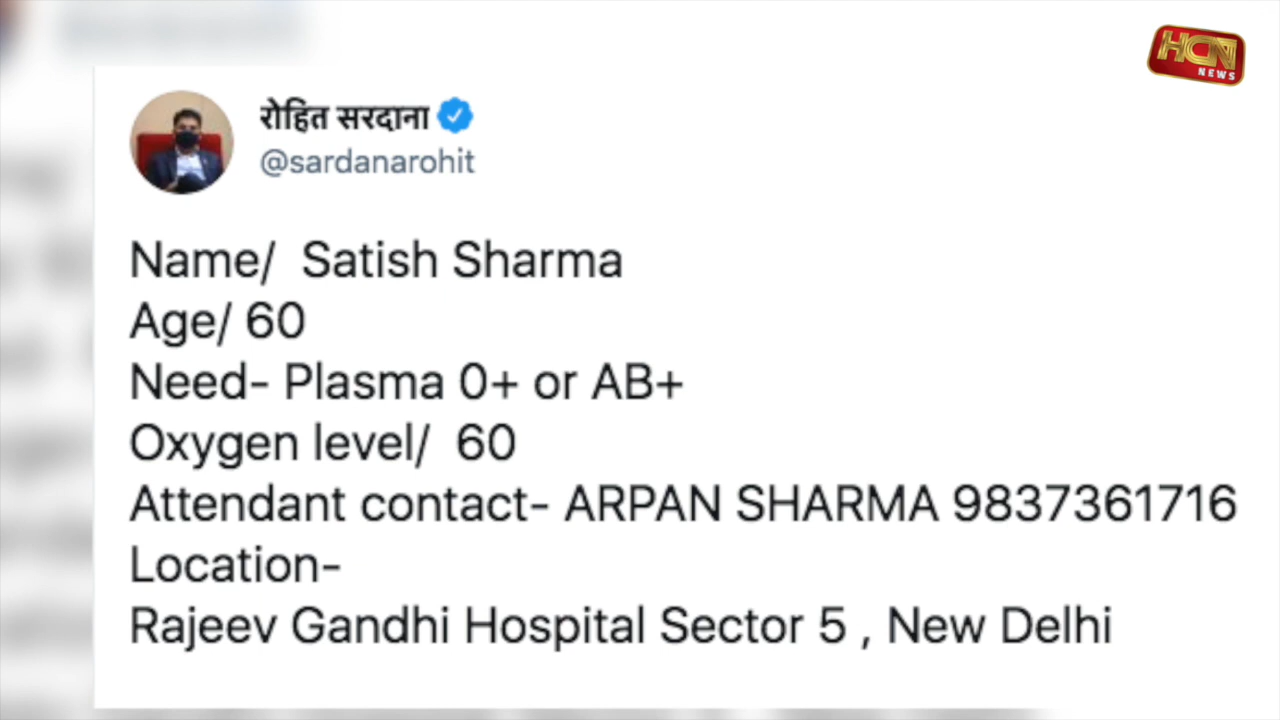 HCN
NEWS
रोहित सरदाना
@sardanarohit
Name/ Satish Sharma
Age/ 60
Need- Plasma 0+ or AB+
Oxygen level/ 60
Attendant contact- ARPAN SHARMA 9837361716
Location-
Rajeev Gandhi Hospital Sector 5 , New Delhi